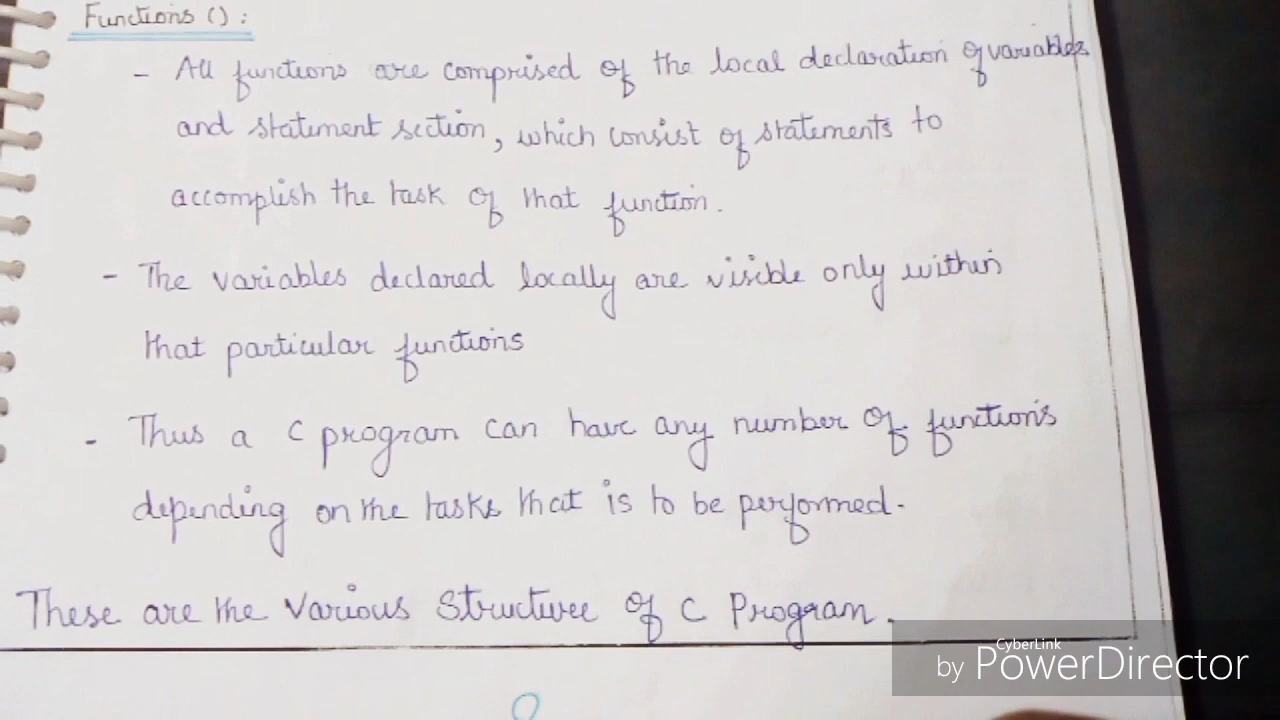 Functions () :
- All functions are comprised of the local declaration of variables
and statement section, which consist of statements to
accomplish the task of that function.
- The variables declared locally are visible only within
that particular functions
- Thus a C program can have any number of functions
depending on the tasks that is to be performed.
These are the various structure of C Program.
CyberLink
by PowerDirector